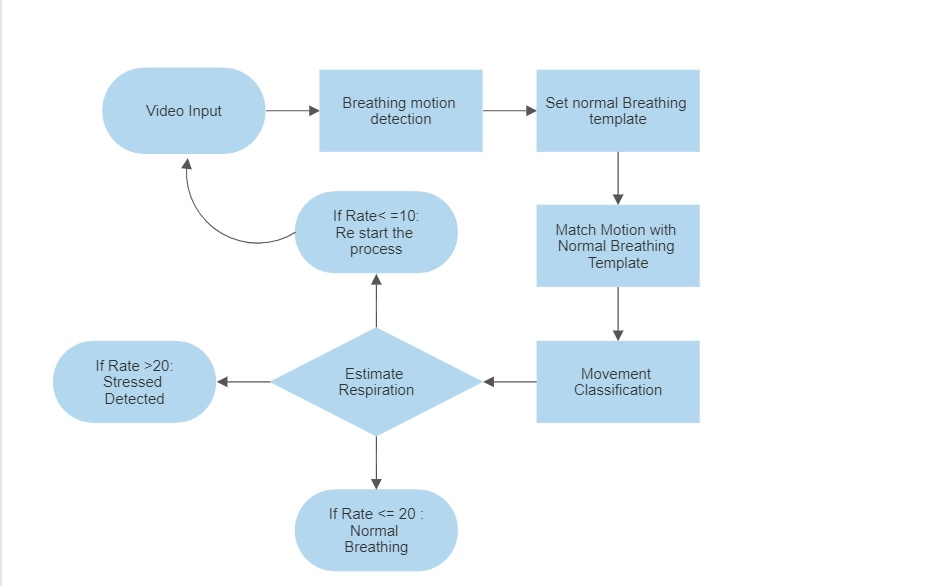 Video Input
Breathing motion
detection
Set normal Breathing
template
If Rate< =10:
Re start the
process
Match Motion with
Normal Breathing
Template
If Rate >20:
Stressed
Detected
Estimate
Respiration
Movement
Classification
If Rate <= 20 :
Normal
Breathing